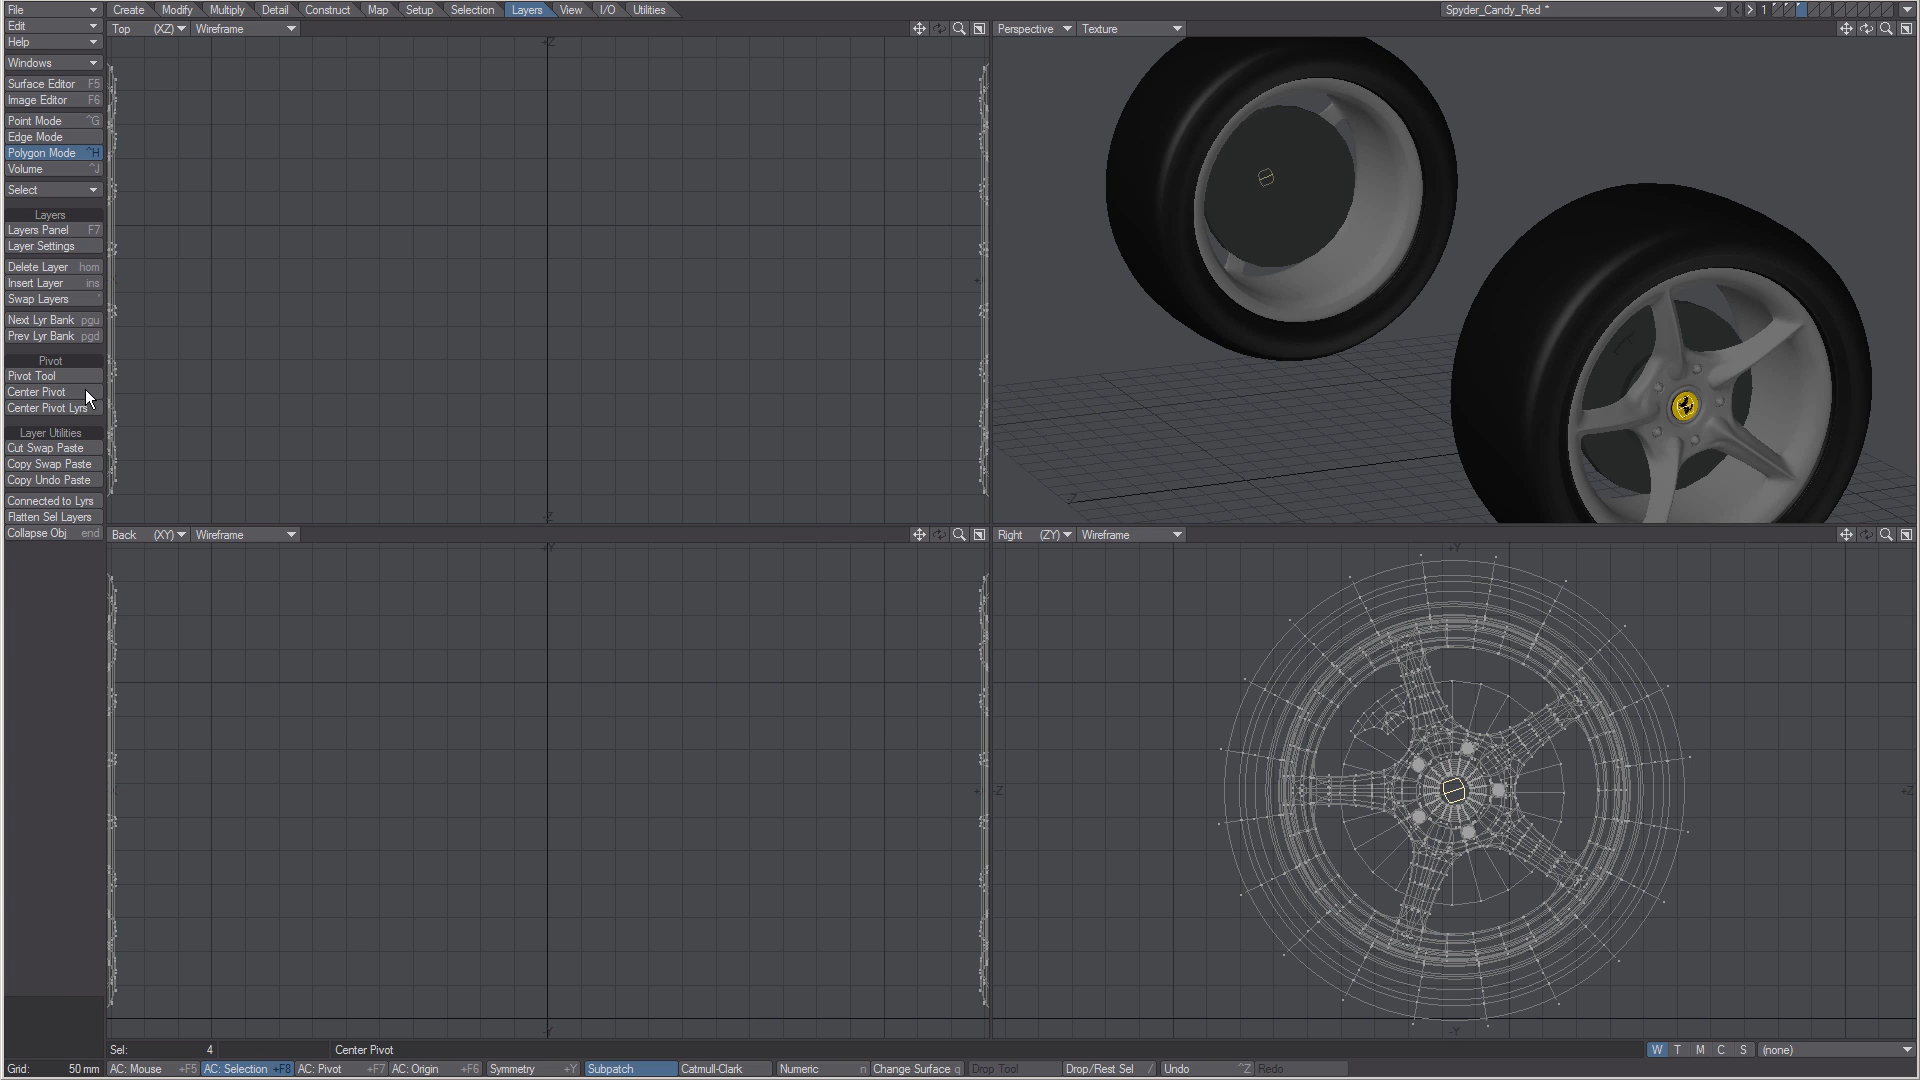 File Create Modify Multiply Detail Construct Map Setup Selection Layers View I/O Utilities Spyder_Candy_Red * < > 1
Edit
Help
Top (XZ) Wireframe
Perspective Texture
Windows
Surface Editor F5
Image Editor F6
Point Mode ^G
Edge Mode
Polygon Mode ^H
Volume ^J
Select
Layers
Layers Panel F7
Layer Settings
Delete Layer hom
Insert Layer ins
Swap Layers '
Next Lyr Bank pgu
Prev Lyr Bank pgd
Pivot
Pivot Tool
Center Pivot
Center Pivot Lyrs
Layer Utilities
Cut Swap Paste
Copy Swap Paste
Copy Undo Paste
Connected to Lyrs
Flatten Sel Layers
Collapse Obj end
Back (XY) Wireframe
Right (ZY) Wireframe
+Z
-Z
-Z
+Y
-Y
+Y
-Z
+Z
-Y
Sel: 4 Center Pivot W T M C S (none)
Grid: 50 mm AC: Mouse +F5 AC: Selection +F8 AC: Pivot +F7 AC: Origin +F6 Symmetry +Y Subpatch Catmull-Clark Numeric n Change Surface q Drop Tool Drop/Rest Sel / Undo ^Z Redo